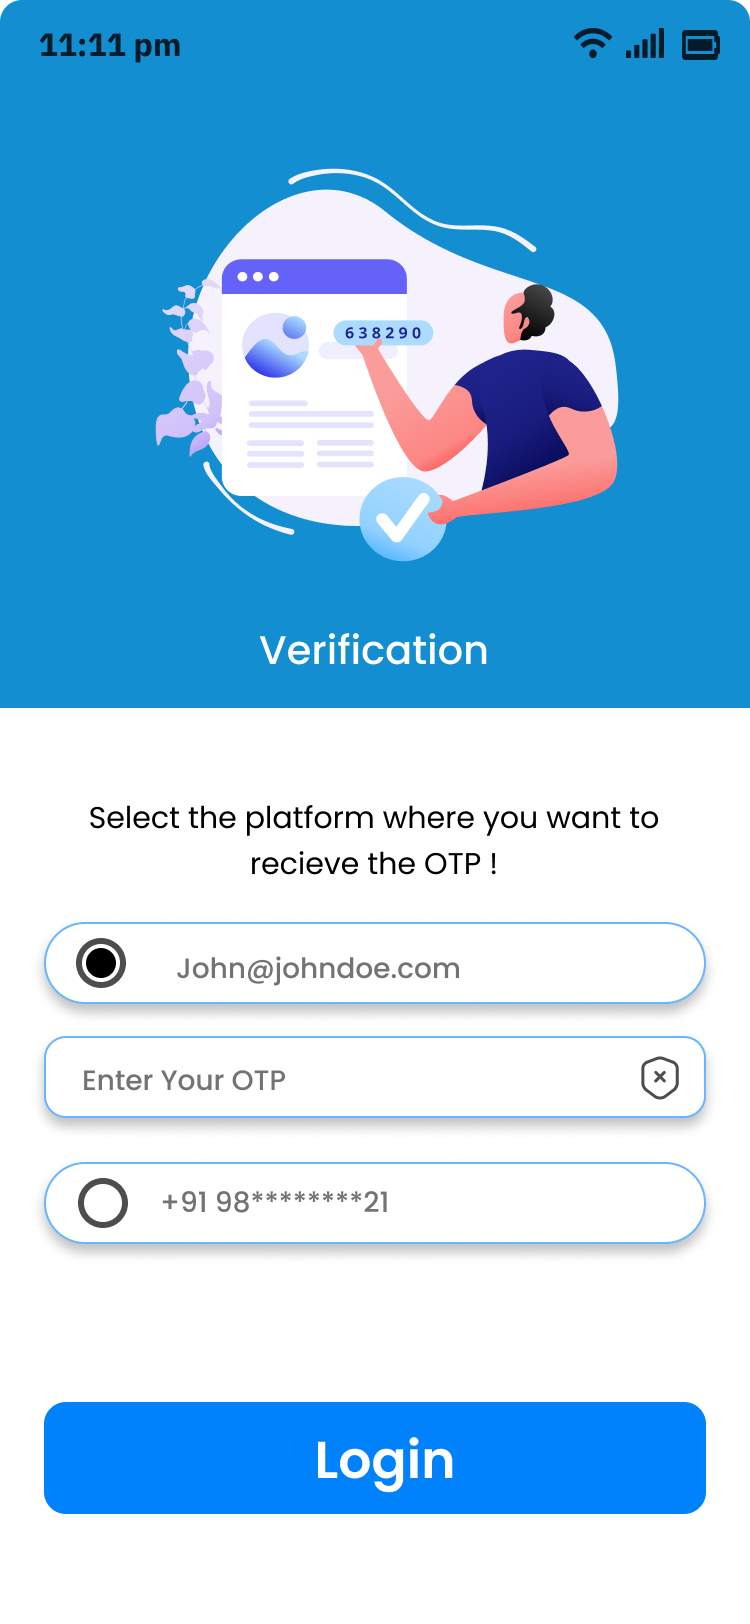 11:11 pm
638290
Verification
Select the platform where you want to
recieve the OTP !
John@johndoe.com
Enter Your OTP
+91 98********21
Login